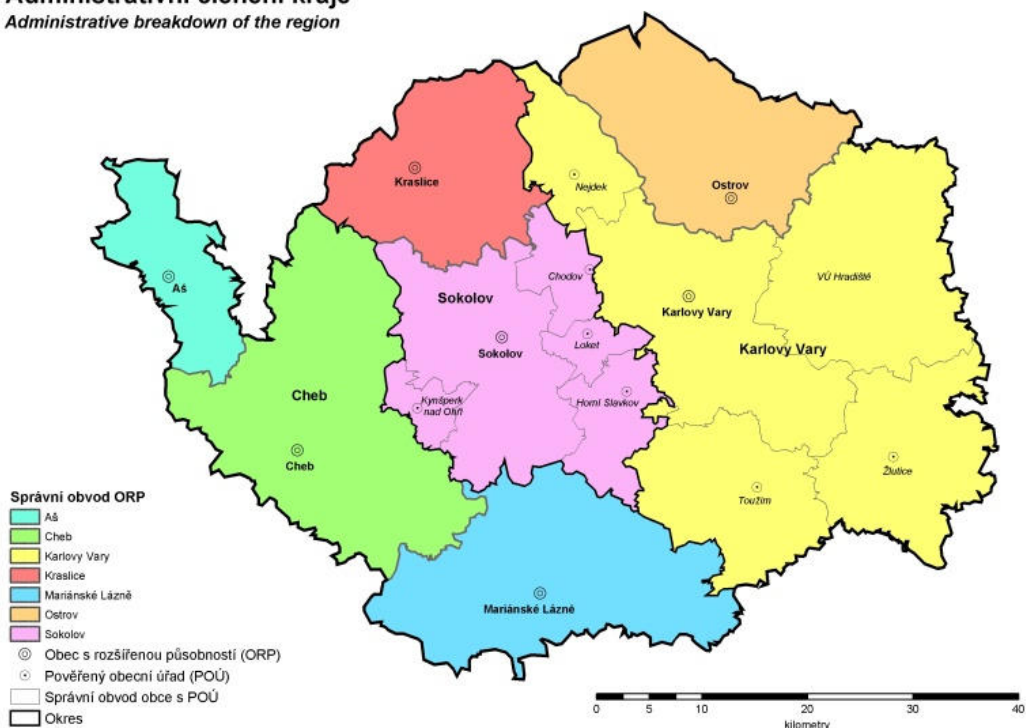 Administrativní členění kraje
Administrative breakdown of the region
Kraslice
Nejdek
Ostrov
Aš
Chodov
VÚ Hradiště
Sokolov
Karlovy Vary
Sokolov
Loket
Karlovy Vary
Cheb
Kynšperk
nad Ohří
Horní Slavkov
Cheb
Žlutice
Toužim
Mariánské Lázně
Správní obvod ORP
Aš
Cheb
Karlovy Vary
Kraslice
Mariánské Lázně
Ostrov
Sokolov
Obec s rozšířenou působností (ORP)
Pověřený obecní úřad (POÚ)
Správní obvod obce s POÚ
Okres
0 5 10 20 30 40
kilometry